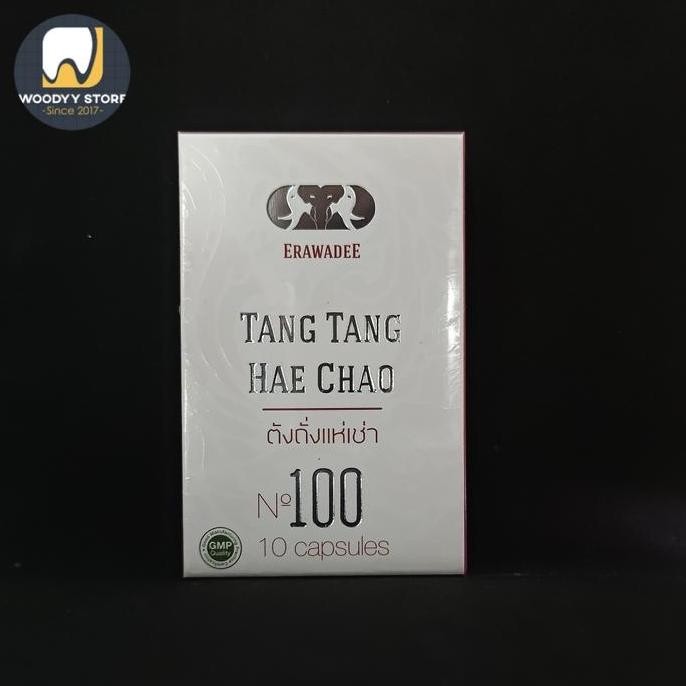 WOODYY STORE
-Since 2017-
ERAWADEE
TANG TANG
HAE CHAO
ตังถั่งแห่เช่า
Nº100
10 capsules
GMP
Quality